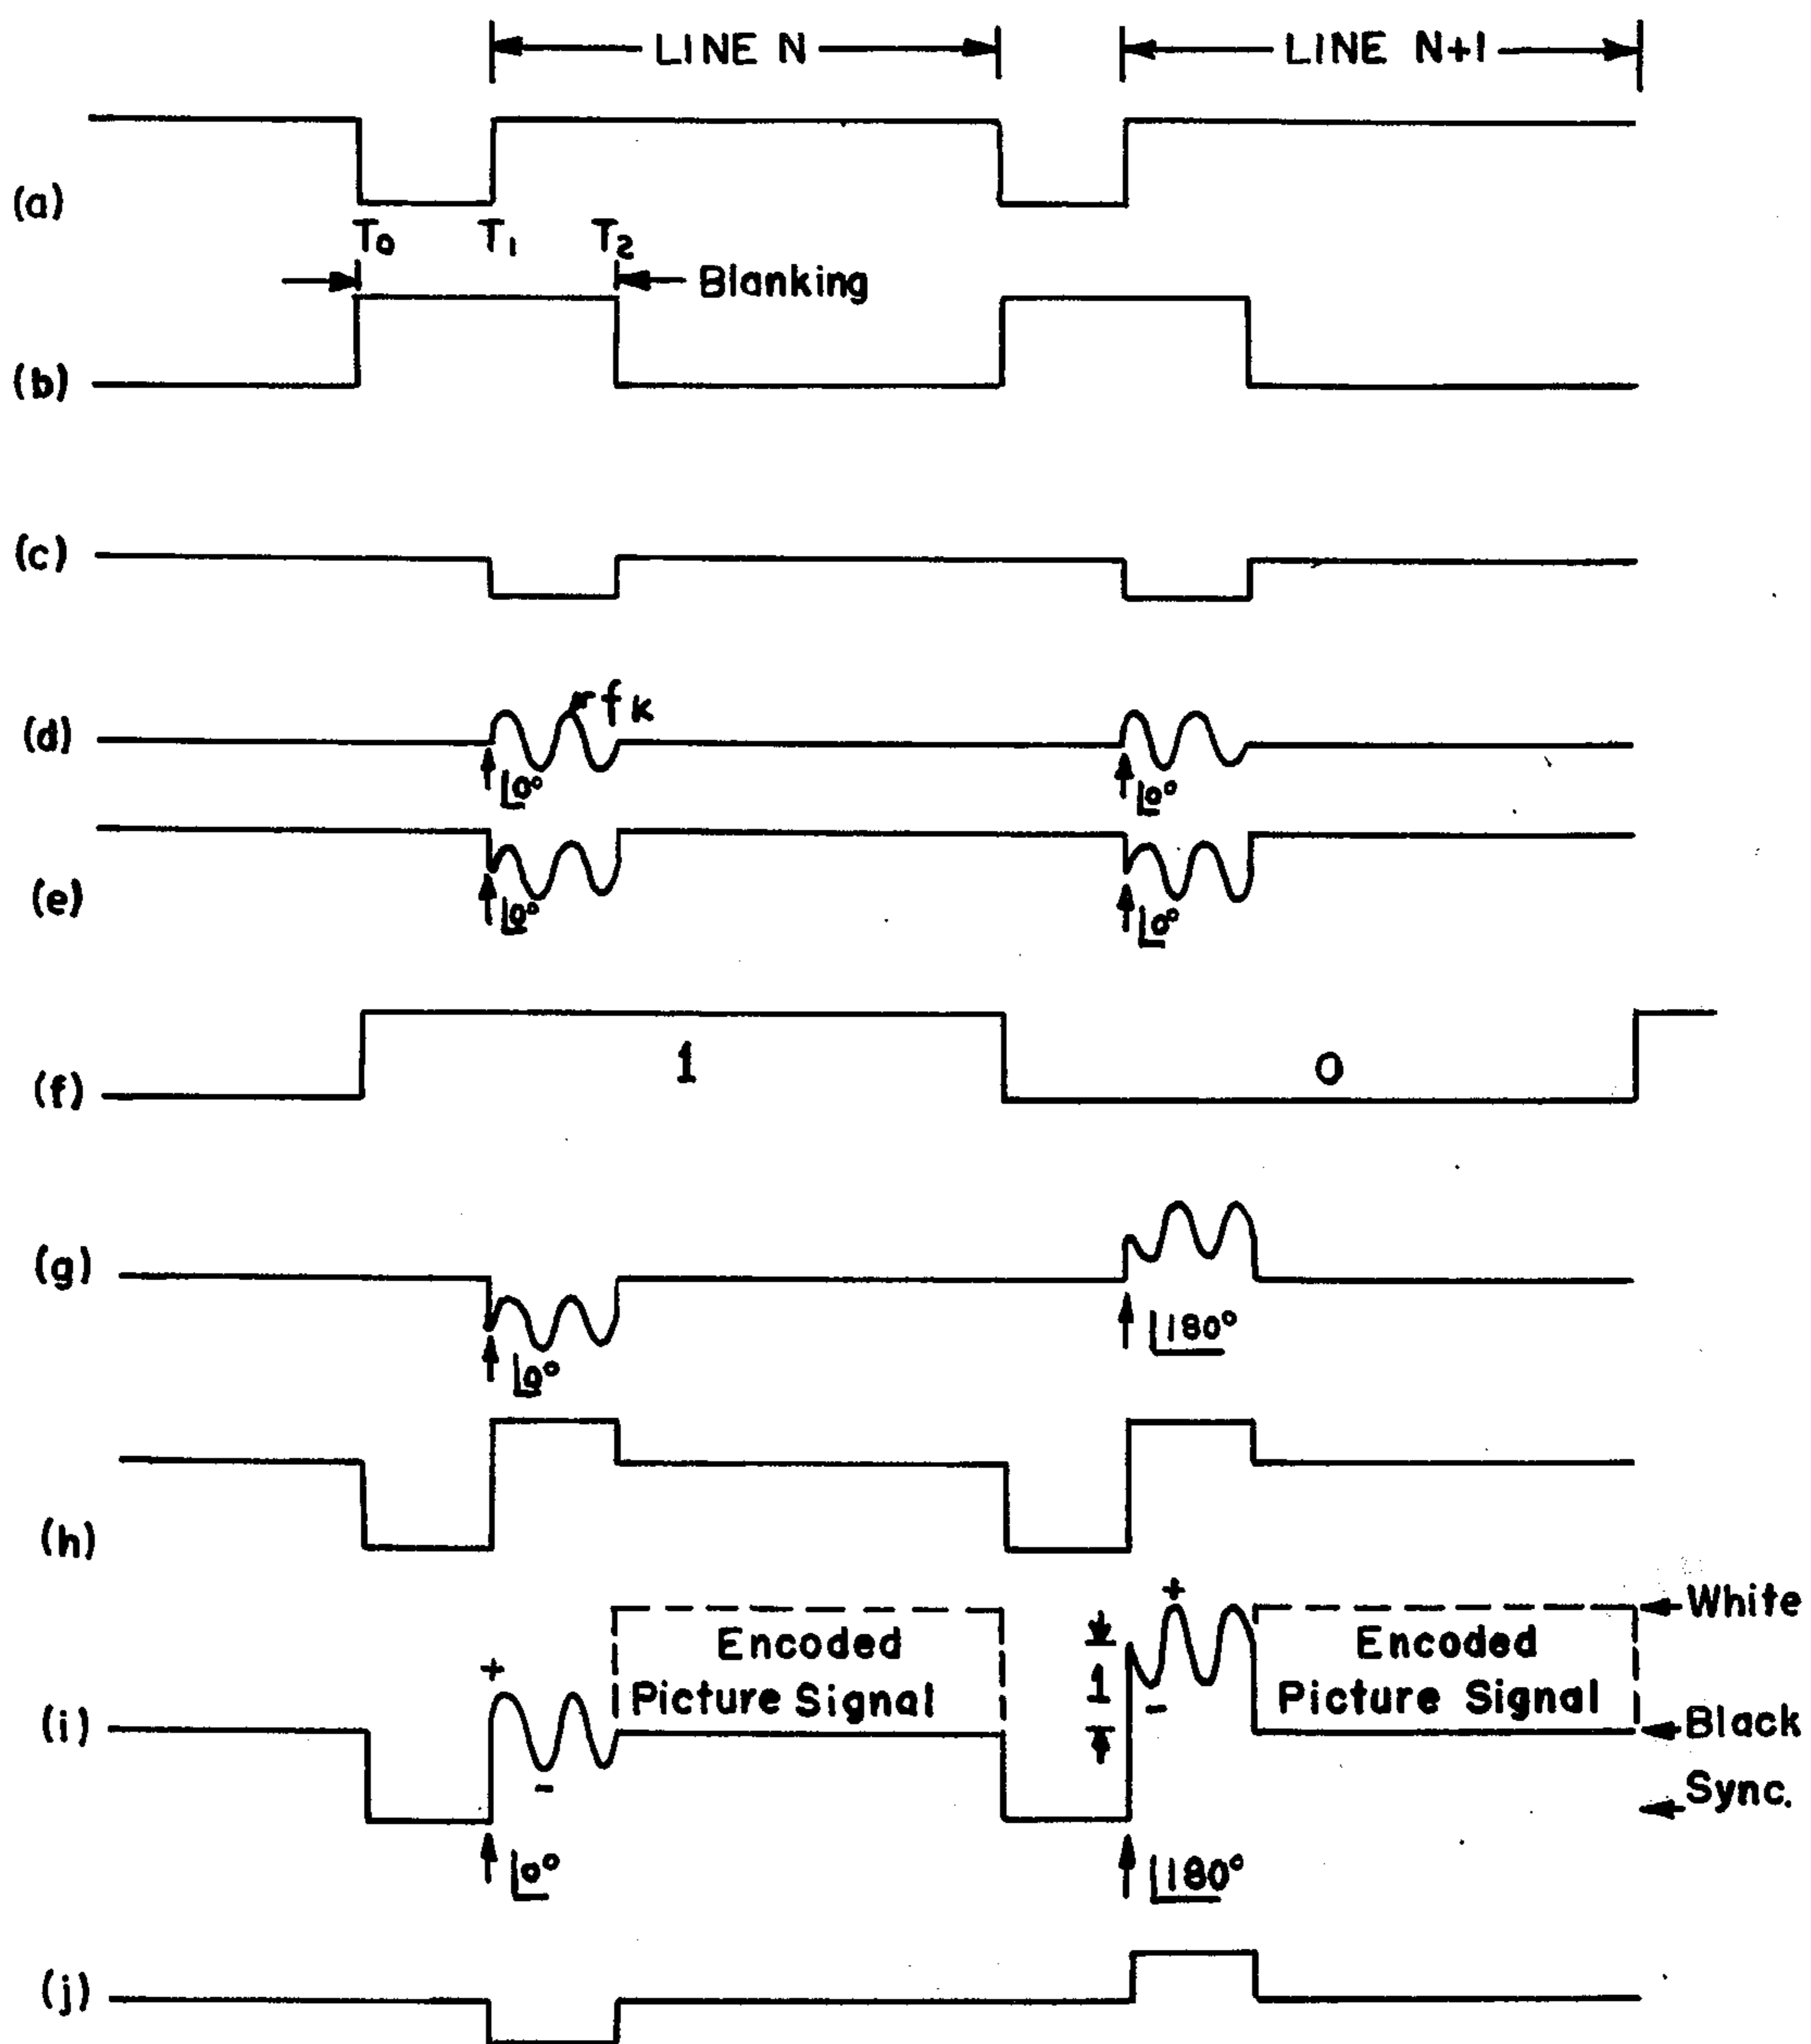 LINE N LINE N+1
(a)
T0 T1 T2
Blanking
(b)
(c)
(d) fK
0° 0°
(e)
0° 0°
1 0
(f)
(g)
180°
0°
(h)
+ White
Encoded Encoded
+ 1
Picture Signal - Picture Signal
(i) Black
- Sync.
0° 180°
(j)